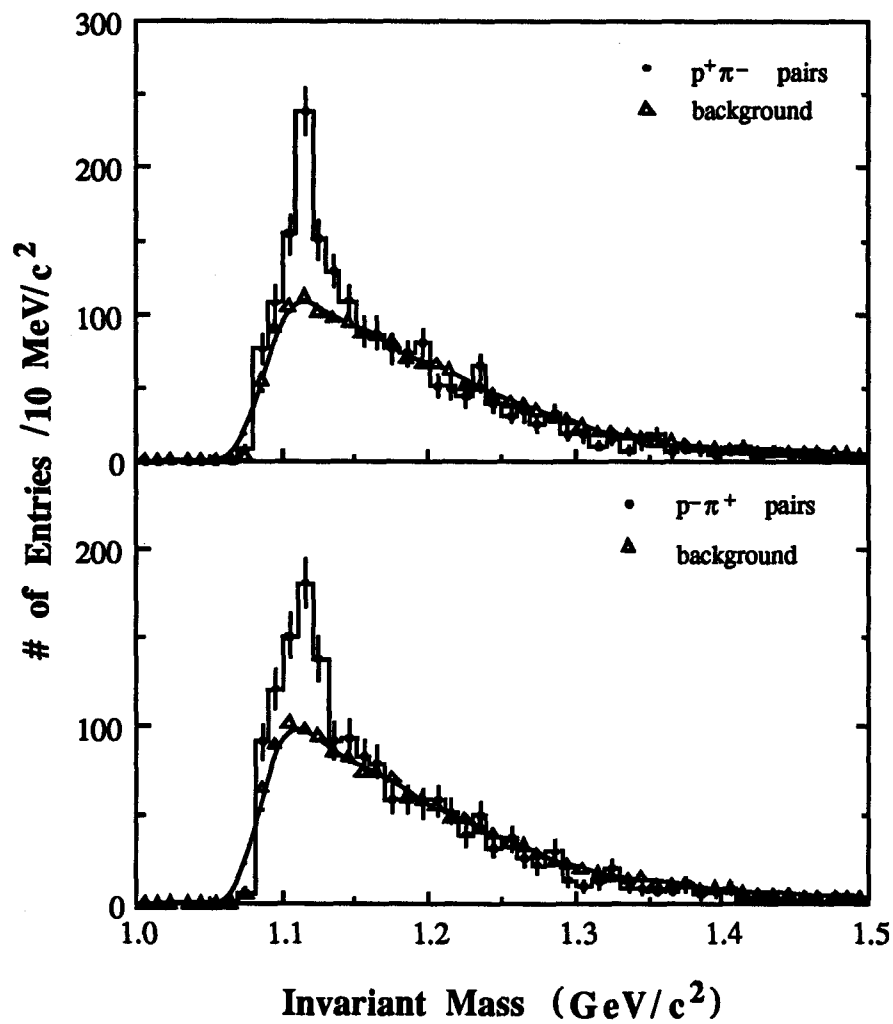 300
200
100
0
p⁺π⁻ pairs
background
200
100
0
p⁻π⁺ pairs
background
# of Entries /10 MeV/c²
1.0 1.1 1.2 1.3 1.4 1.5
Invariant Mass (GeV/c²)